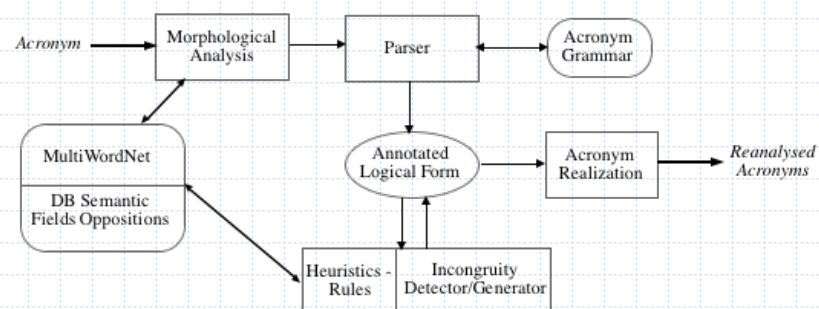 Acronym
Morphological
Analysis
Parser
Acronym
Grammar
MultiWordNet
DB Semantic
Fields Oppositions
Annotated
Logical Form
Acronym
Realization
Reanalysed
Acronyms
Heuristics -
Rules
Incongruity
Detector/Generator